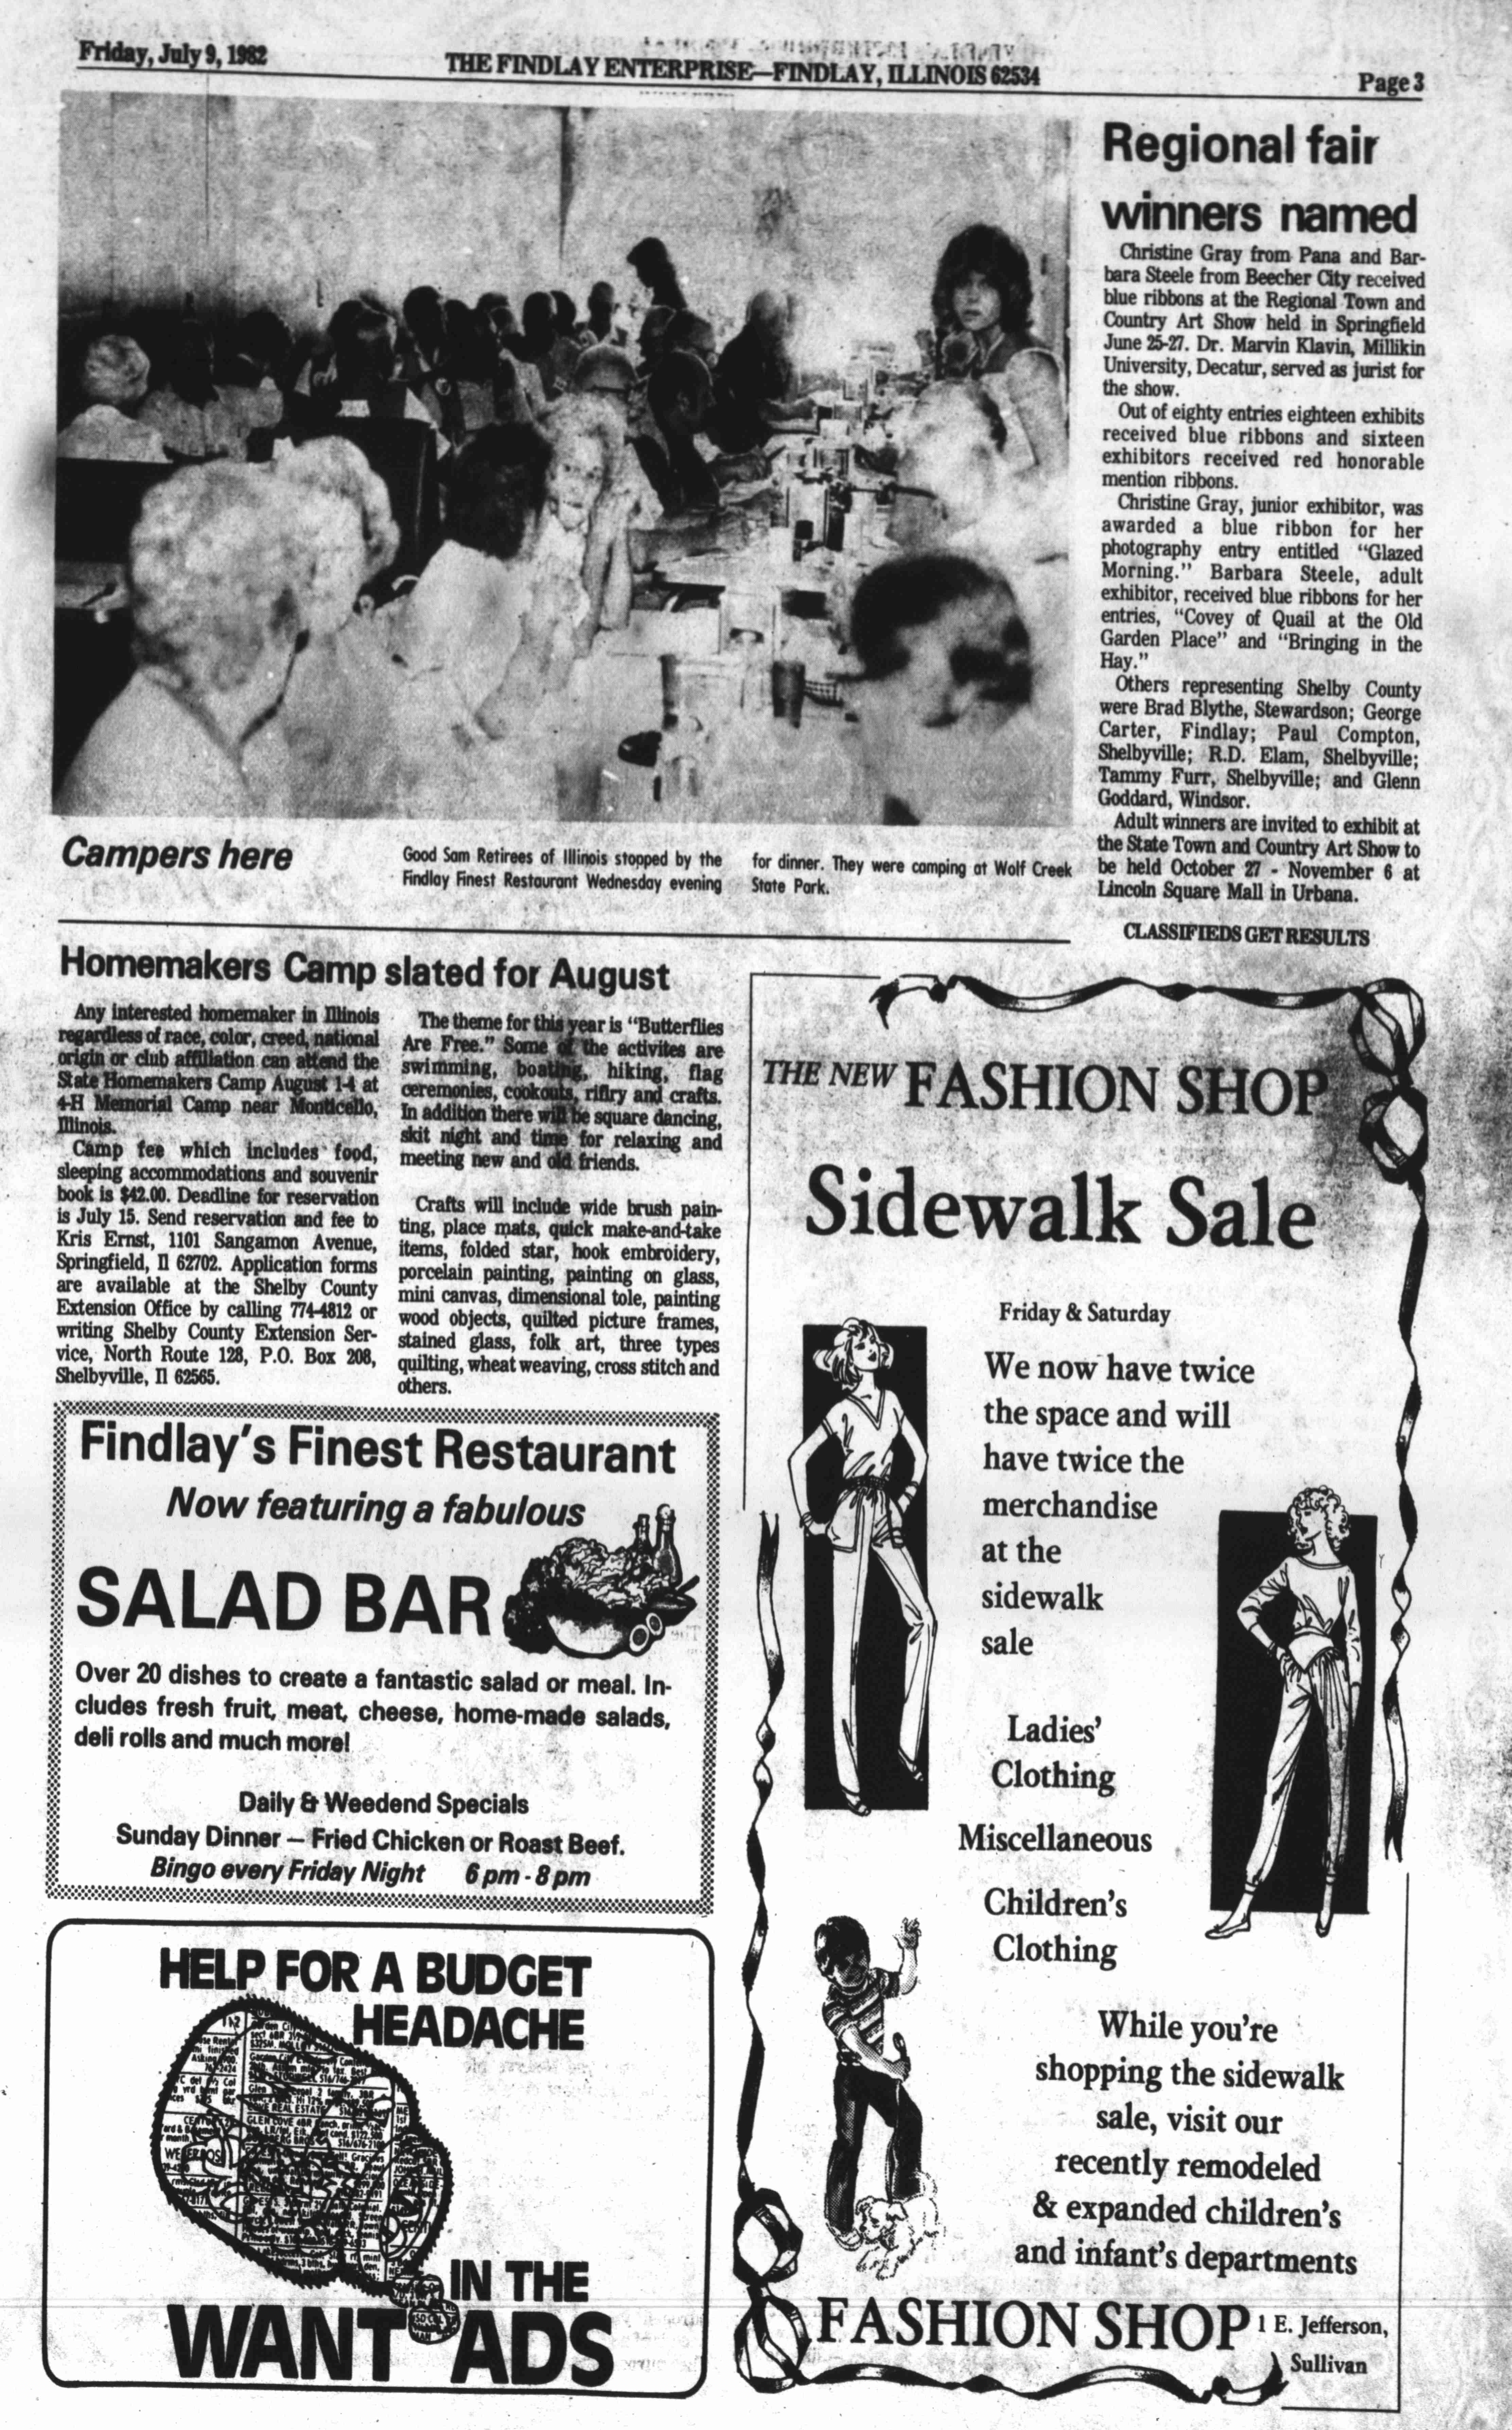 Friday, July 9, 1982
THE FINDLAY ENTERPRISE—FINDLAY, ILLINOIS 62534
Page 3
Regional fair
winners named
Christine Gray from Pana and Bar-
bara Steele from Beecher City received
blue ribbons at the Regional Town and
Country Art Show held in Springfield
June 25-27. Dr. Marvin Klavin, Millikin
University, Decatur, served as jurist for
the show.
Out of eighty entries eighteen exhibits
received blue ribbons and sixteen
exhibitors received red honorable
mention ribbons.
Christine Gray, junior exhibitor, was
awarded a blue ribbon for her
photography entry entitled “Glazed
Morning.” Barbara Steele, adult
exhibitor, received blue ribbons for her
entries, “Covey of Quail at the Old
Garden Place” and “Bringing in the
Hay.”
Others representing Shelby County
were Brad Blythe, Stewardson; George
Carter, Findlay; Paul Compton,
Shelbyville; R.D. Elam, Shelbyville;
Tammy Furr, Shelbyville; and Glenn
Goddard, Windsor.
Adult winners are invited to exhibit at
the State Town and Country Art Show to
be held October 27 - November 6 at
Lincoln Square Mall in Urbana.
CLASSIFIEDS GET RESULTS
Campers here
Good Sam Retirees of Illinois stopped by the
Findlay Finest Restaurant Wednesday evening
for dinner. They were camping at Wolf Creek
State Park.
Homemakers Camp slated for August
Any interested homemaker in Illinois
regardless of race, color, creed, national
origin or club affiliation can attend the
State Homemakers Camp August 1-4 at
4-H Memorial Camp near Monticello,
Illinois.
Camp fee which includes food,
sleeping accommodations and souvenir
book is $42.00. Deadline for reservation
is July 15. Send reservation and fee to
Kris Ernst, 1101 Sangamon Avenue,
Springfield, Il 62702. Application forms
are available at the Shelby County
Extension Office by calling 774-4812 or
writing Shelby County Extension Ser-
vice, North Route 128, P.O. Box 208,
Shelbyville, Il 62565.
The theme for this year is “Butterflies
Are Free.” Some of the activites are
swimming, boating, hiking, flag
ceremonies, cookouts, riflry and crafts.
In addition there will be square dancing,
skit night and time for relaxing and
meeting new and old friends.
Crafts will include wide brush pain-
ting, place mats, quick make-and-take
items, folded star, hook embroidery,
porcelain painting, painting on glass,
mini canvas, dimensional tole, painting
wood objects, quilted picture frames,
stained glass, folk art, three types
quilting, wheat weaving, cross stitch and
others.
Findlay's Finest Restaurant
Now featuring a fabulous
SALAD BAR
Over 20 dishes to create a fantastic salad or meal. In-
cludes fresh fruit, meat, cheese, home-made salads,
deli rolls and much more!
Daily & Weedend Specials
Sunday Dinner — Fried Chicken or Roast Beef.
Bingo every Friday Night 6 pm - 8 pm
HELP FOR A BUDGET
HEADACHE
IN THE
WANT ADS
THE NEW FASHION SHOP
Sidewalk Sale
Friday & Saturday
We now have twice
the space and will
have twice the
merchandise
at the
sidewalk
sale
Ladies'
Clothing
Miscellaneous
Children's
Clothing
While you're
shopping the sidewalk
sale, visit our
recently remodeled
& expanded children's
and infant's departments
FASHION SHOP 1 E. Jefferson,
Sullivan